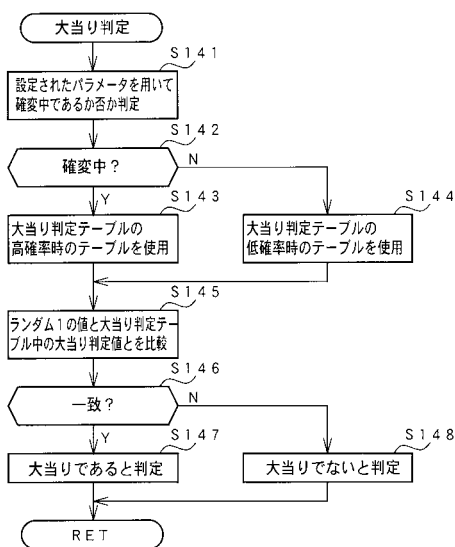 大当り判定
S141
設定されたパラメータを用いて
確変中であるか否か判定
S142
確変中?
N
Y
S143
大当り判定テーブルの
高確率時のテーブルを使用
S144
大当り判定テーブルの
低確率時のテーブルを使用
S145
ランダム1の値と大当り判定テー
ブル中の大当り判定値とを比較
S146
一致?
N
Y
S147
大当りであると判定
S148
大当りでないと判定
RET